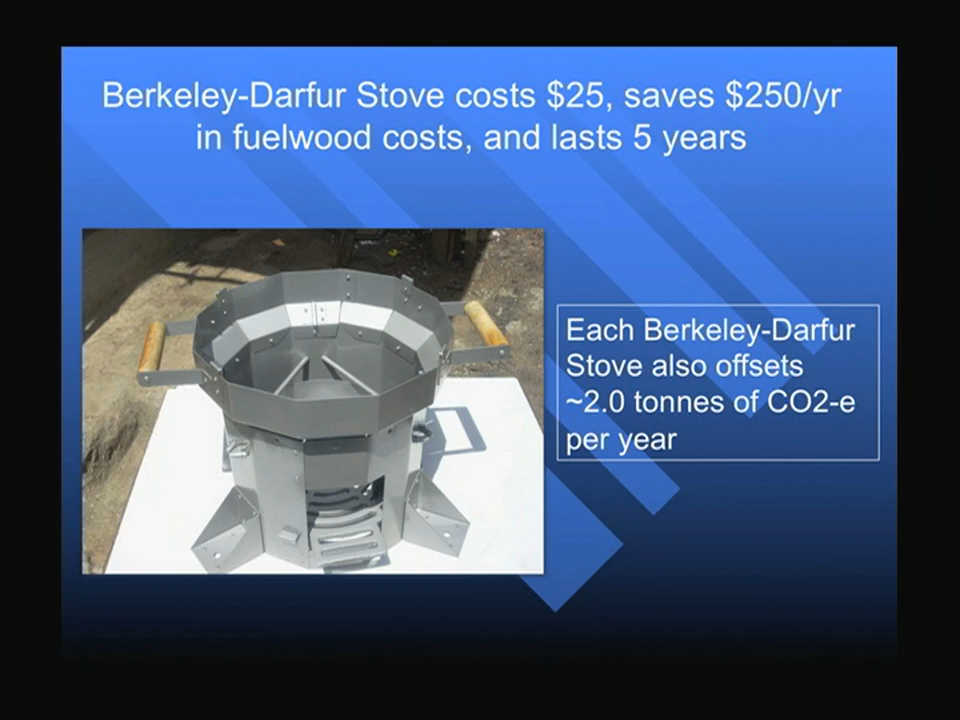 Berkeley-Darfur Stove costs $25, saves $250/yr
in fuelwood costs, and lasts 5 years
Each Berkeley-Darfur
Stove also offsets
~2.0 tonnes of CO2-e
per year